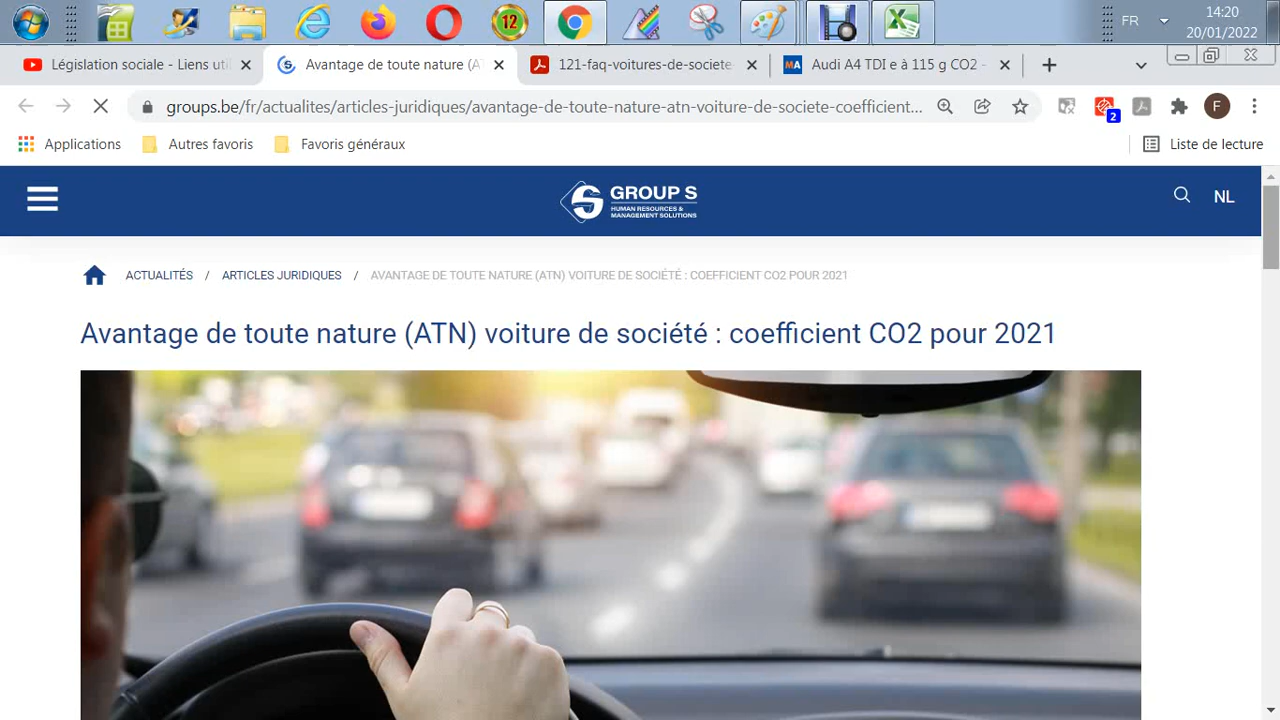 12
FR
14:20
20/01/2022
Législation sociale - Liens uti
Avantage de toute nature (AT
121-faq-voitures-de-societe-
MA
Audi A4 TDI e à 115 g CO2 -
groups.be/fr/actualites/articles-juridiques/avantage-de-toute-nature-atn-voiture-de-societe-coefficient...
2
F
Applications
Autres favoris
Favoris généraux
Liste de lecture
GROUP S
HUMAN RESOURCES &
MANAGEMENT SOLUTIONS
NL
ACTUALITÉS / ARTICLES JURIDIQUES / AVANTAGE DE TOUTE NATURE (ATN) VOITURE DE SOCIÉTÉ : COEFFICIENT CO2 POUR 2021
Avantage de toute nature (ATN) voiture de société : coefficient CO2 pour 2021